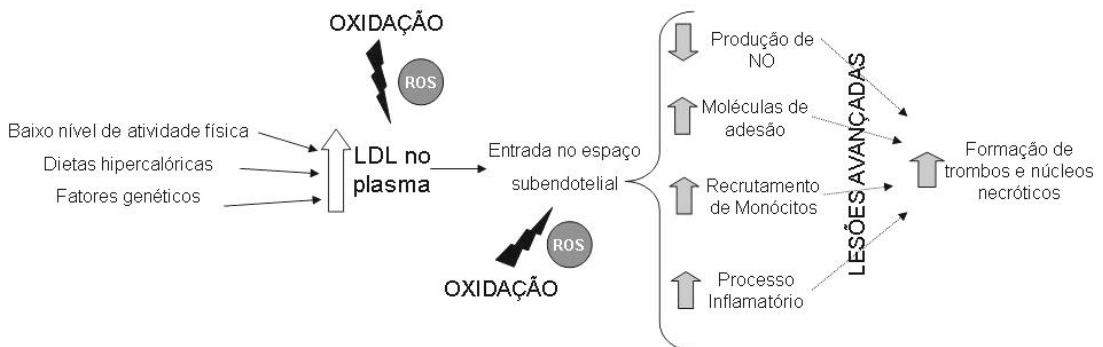 OXIDAÇÃO
ROS
Baixo nível de atividade física
Dietas hipercalóricas
Fatores genéticos
LDL no
plasma
Entrada no espaço
subendotelial
ROS
OXIDAÇÃO
Produção de
NO
Moléculas de
adesão
Recrutamento
de Monócitos
Processo
Inflamatório
LESÕES AVANÇADAS
Formação de
trombos e núcleos
necróticos